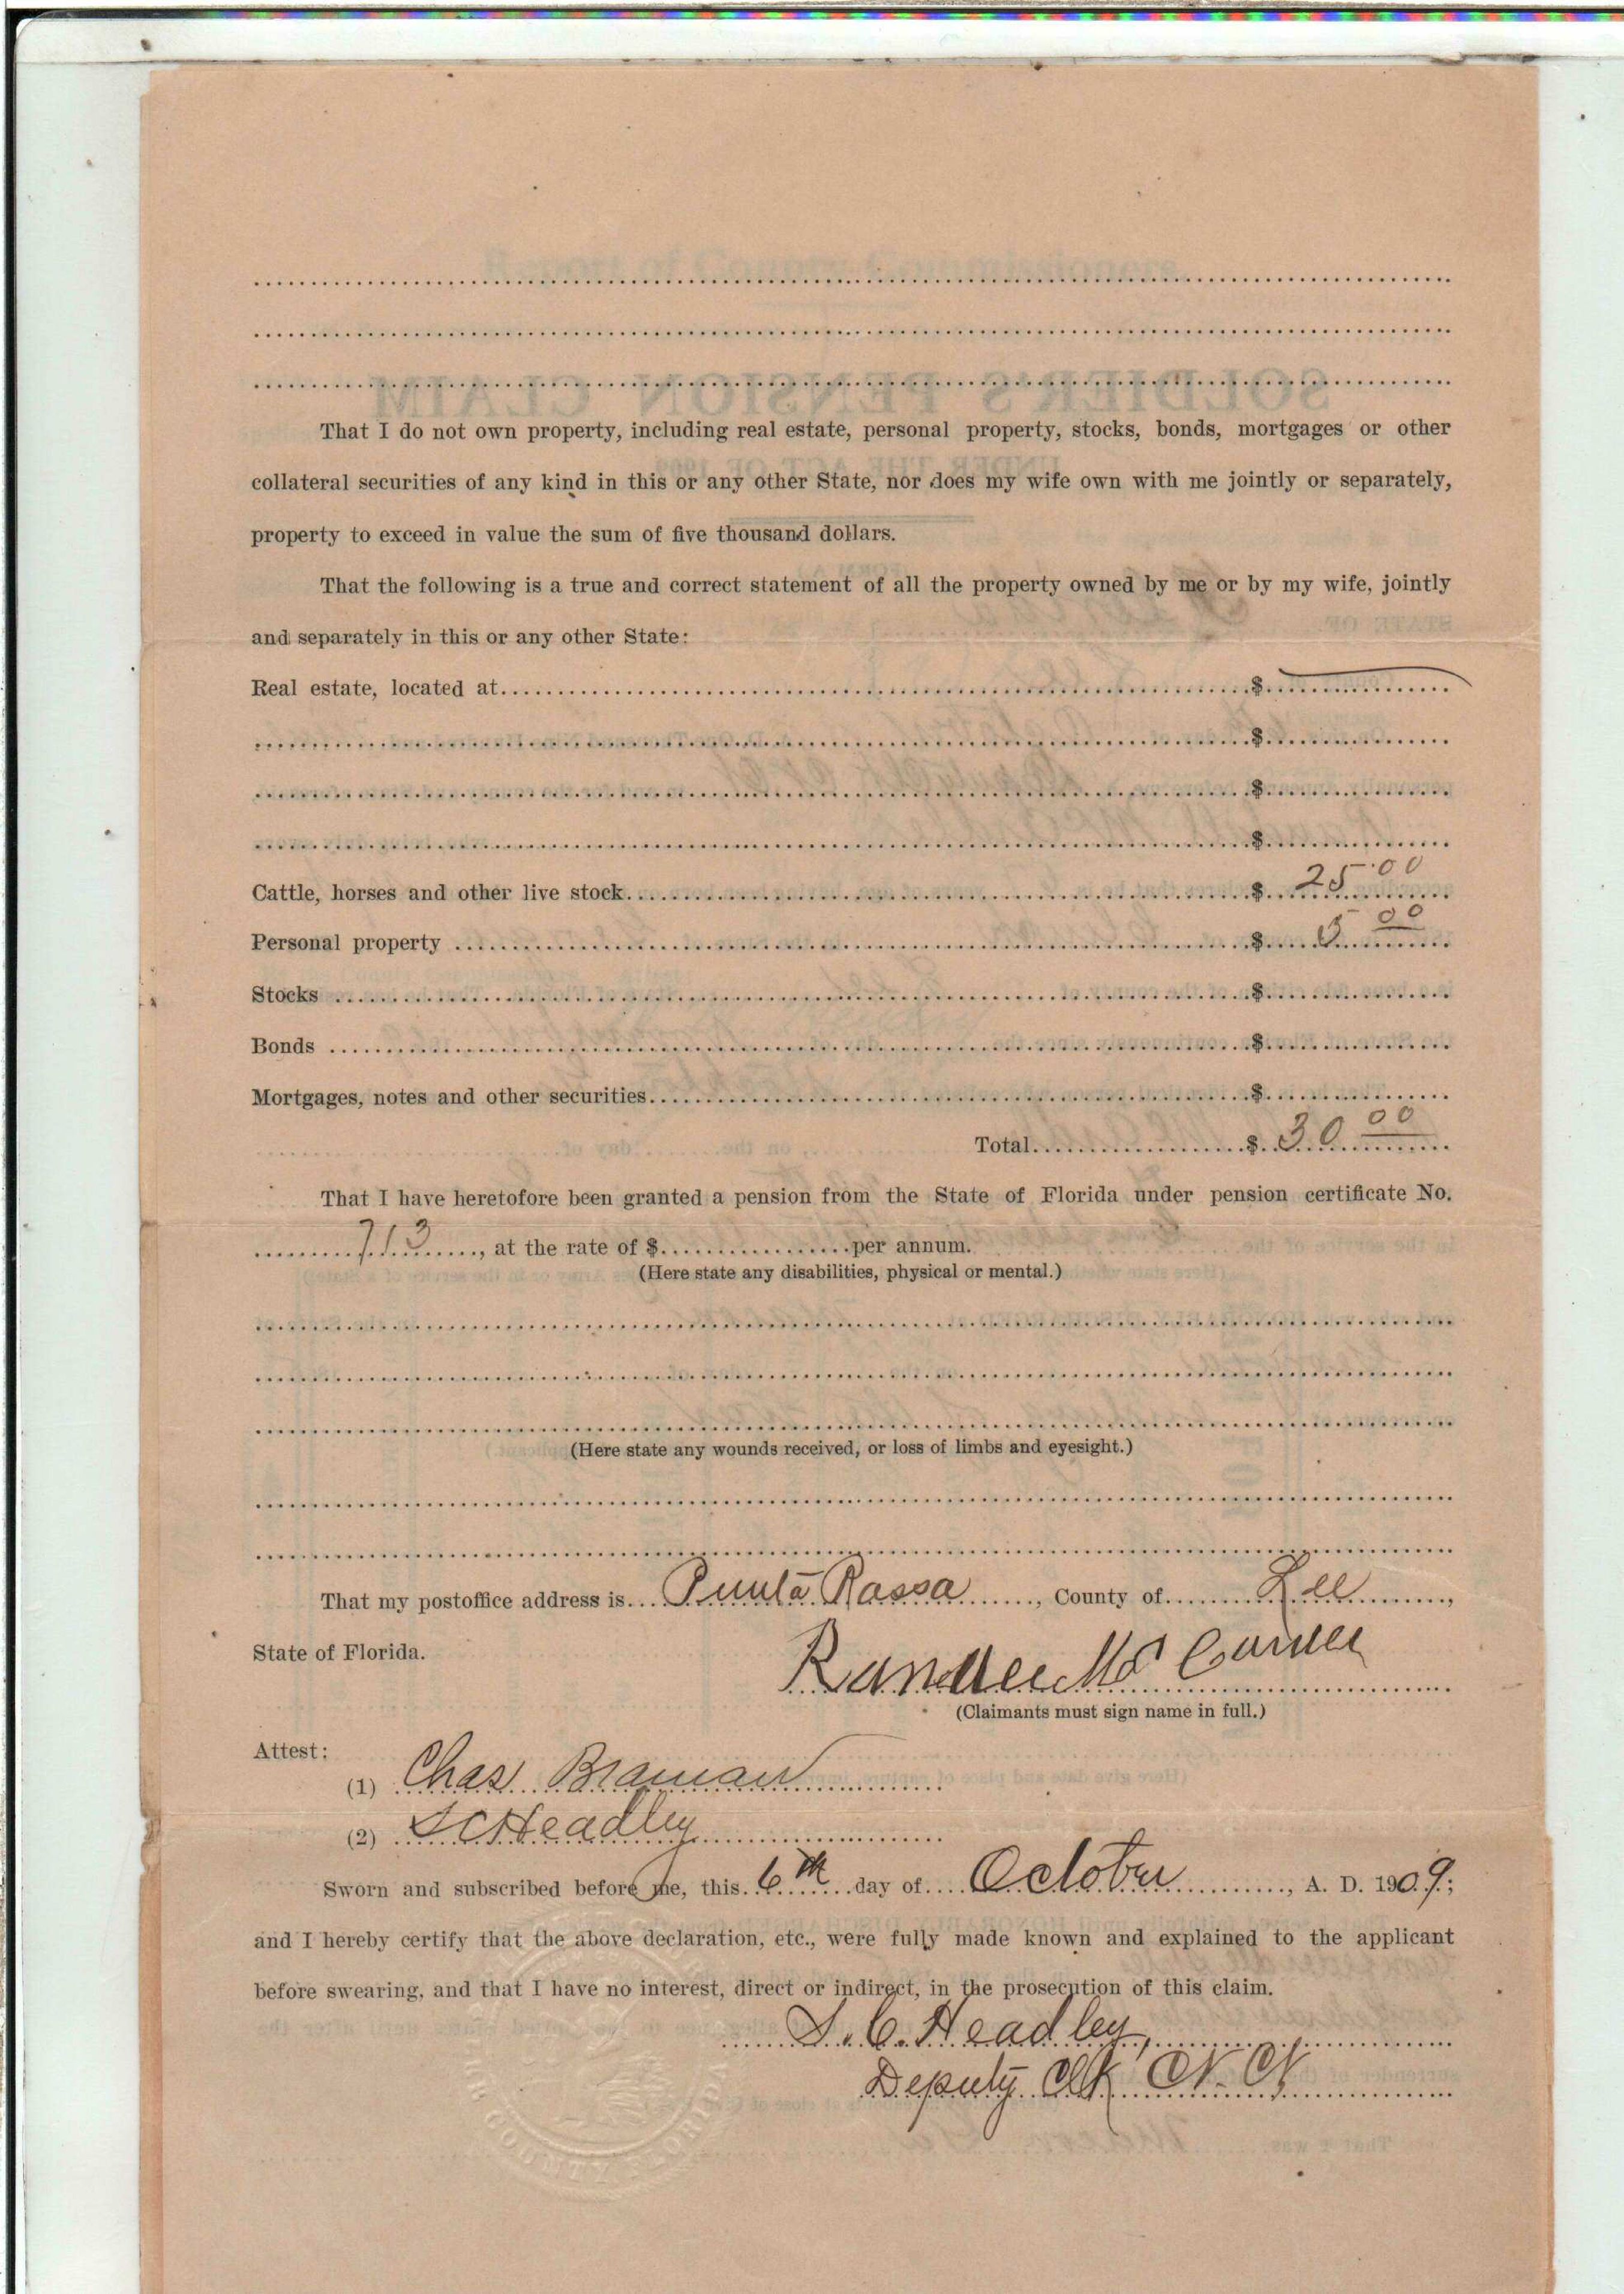 That I do not own property, including real estate, personal property, stocks, bonds, mortgages or other
collateral securities of any kind in this or any other State, nor does my wife own with me jointly or separately,
property to exceed in value the sum of five thousand dollars.
That the following is a true and correct statement of all the property owned by me or by my wife, jointly
and separately in this or any other State:
Real estate, located at $
$
$
$
Cattle, horses and other live stock $ 25.00
Personal property $ 5 00
Stocks $
Bonds $
Mortgages, notes and other securities $
Total $ 30 00
That I have heretofore been granted a pension from the State of Florida under pension certificate No.
713, at the rate of $ per annum.
(Here state any disabilities, physical or mental.)
(Here state any wounds received, or loss of limbs and eyesight.)
That my postoffice address is Punta Rassa, County of Lee,
State of Florida.
(Claimants must sign name in full.)
Attest:
(1) Chas Braman
(2) Headley
Sworn and subscribed before me, this 6th day of October, A. D. 1909;
and I hereby certify that the above declaration, etc., were fully made known and explained to the applicant
before swearing, and that I have no interest, direct or indirect, in the prosecution of this claim.
C. Headley,
Deputy Clk
COUNTY FLORIDA
SOLDIER'S PENSION CLAIM
UNDER THE ACT OF 1909